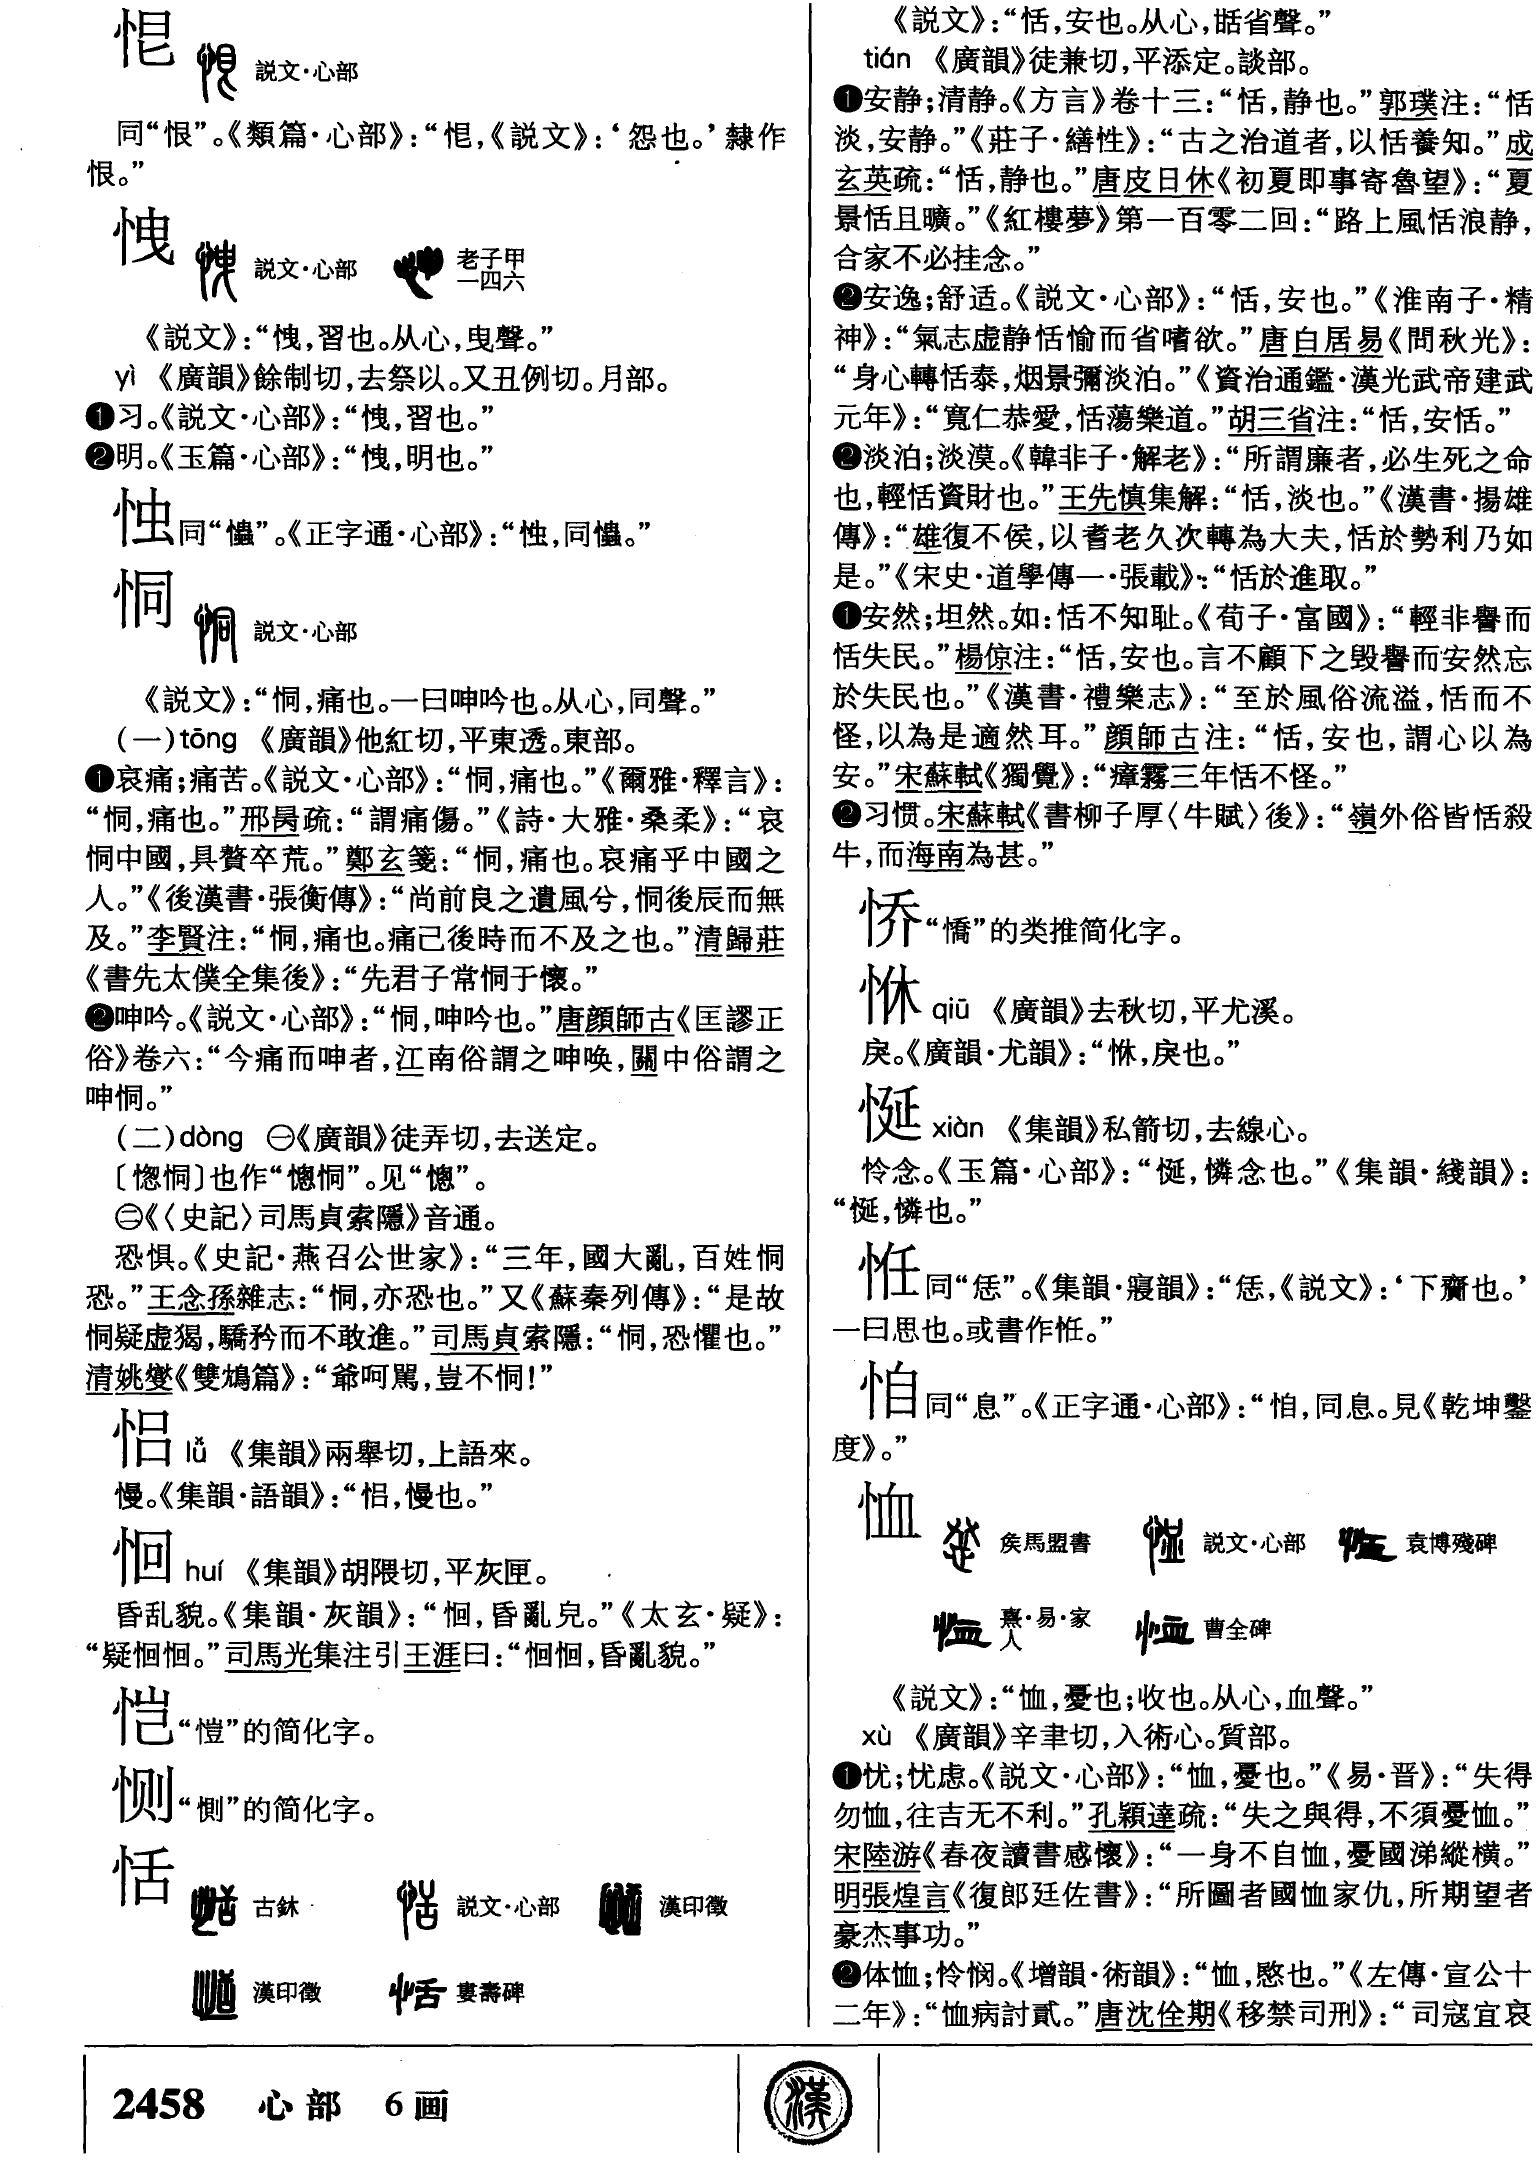 㤆
説文·心部
同“恨”。《類篇·心部》：“㤆，《説文》：‘怨也。’隸作
恨。”
怈
説文·心部
老子甲
一四六
《説文》：“怈，習也。从心，曳聲。”
yì 《廣韻》餘制切，去祭以。又丑例切。月部。
❶习。《説文·心部》：“怈，習也。”
❷明。《玉篇·心部》：“怈，明也。”
𢘿同“爞”。《正字通·心部》：
恫
説文·心部
《説文》：“恫，痛也。一曰呻吟也。从心，同聲。”
（一）tōng 《廣韻》他紅切，平東透。東部。
❶哀痛；痛苦。《説文·心部》：“恫，痛也。”《爾雅·釋言》：
“恫，痛也。”邢昺疏：“謂痛傷。”《詩·大雅·桑柔》：“哀
恫中國，具贅卒荒。”鄭玄箋：“恫，痛也。哀痛乎中國之
人。”《後漢書·張衡傳》：“尚前良之遺風兮，恫後辰而無
及。”李賢注：“恫，痛也。痛己後時而不及之也。”清歸莊
《書先太僕全集後》：“先君子常恫于懷。”
❷呻吟。《説文·心部》：“恫，呻吟也。”唐顔師古《匡謬正
俗》卷六：“今痛而呻者，江南俗謂之呻唤，關中俗謂之
呻恫。”
（二）dòng ㊀《廣韻》徒弄切，去送定。
〔愡恫〕也作“憁恫”。见“憁”。
㊁《〈史記〉司馬貞索隱》音通。
恐惧。《史記·燕召公世家》：“三年，國大亂，百姓恫
恐。”王念孫雜志：“恫，亦恐也。”又《蘇秦列傳》：“是故
恫疑虚猲，驕矜而不敢進。”司馬貞索隱：“恫，恐懼也。”
清姚燮《雙鴆篇》：“爺呵駡，豈不恫！”
㤚 lǚ 《集韻》兩舉切，上語來。
慢。《集韻·語韻》：“㤚，慢也。”
恛 huí 《集韻》胡隈切，平灰匣。
昏乱貌。《集韻·灰韻》：“恛，昏亂皃。”《太玄·疑》：
“疑恛恛。”司馬光集注引王涯曰：“恛恛，昏亂貌。”
恺“愷”的简化字。
恻“惻”的简化字。
恬
古鉥
説文·心部
漢印徵
漢印徵
婁壽碑
《説文》：“恬，安也。从心，甛省聲。”
tián 《廣韻》徒兼切，平添定。談部。
❶安静；清静。《方言》卷十三：“恬，静也。”郭璞注：“恬
淡，安静。”《莊子·繕性》：“古之治道者，以恬養知。”成
玄英疏：“恬，静也。”唐皮日休《初夏即事寄魯望》：“夏
景恬且曠。”《紅樓夢》第一百零二回：“路上風恬浪静，
合家不必挂念。”
❷安逸；舒适。《説文·心部》：“恬，安也。”《淮南子·精
神》：“氣志虚静恬愉而省嗜欲。”唐白居易《問秋光》：
“身心轉恬泰，烟景彌淡泊。”《資治通鑑·漢光武帝建武
元年》：“寬仁恭愛，恬蕩樂道。”胡三省注：“恬，安恬。”
❷淡泊；淡漠。《韓非子·解老》：“所謂廉者，必生死之命
也，輕恬資財也。”王先慎集解：“恬，淡也。”《漢書·揚雄
傳》：“雄復不侯，以耆老久次轉為大夫，恬於勢利乃如
是。”《宋史·道學傳一·張載》：“恬於進取。”
❶安然；坦然。如：恬不知耻。《荀子·富國》：“輕非譽而
恬失民。”楊倞注：“恬，安也。言不顧下之毁譽而安然忘
於失民也。”《漢書·禮樂志》：“至於風俗流溢，恬而不
怪，以為是適然耳。”顔師古注：“恬，安也，謂心以為
安。”宋蘇軾《獨覺》：“瘴霧三年恬不怪。”
❷习惯。宋蘇軾《書柳子厚〈牛賦〉後》：“嶺外俗皆恬殺
牛，而海南為甚。”
㤭“憍”的类推简化字。
恘 qiū 《廣韻》去秋切，平尤溪。
戾。《廣韻·尤韻》：“恘，戾也。”
㖂 xiàn 《集韻》私箭切，去線心。
怜念。《玉篇·心部》：憐念也。”《集韻·綫韻》：
憐也。”
㤛同“恁”。《集韻·寢韻》：“恁，《説文》：‘下齎也。’
一曰思也。或書作㤛。”
𢙉同“息”。《正字通·心部》：同息。見《乾坤鑿
度》。”
恤
侯馬盟書
説文·心部
袁博殘碑
熹·易·家
人
曹全碑
《説文》：“恤，憂也；收也。从心，血聲。”
xù 《廣韻》辛聿切，入術心。質部。
❶忧；忧虑。《説文·心部》：“恤，憂也。”《易·晋》：“失得
勿恤，往吉无不利。”孔穎達疏：“失之與得，不須憂恤。”
宋陸游《春夜讀書感懷》：“一身不自恤，憂國涕縱横。”
明張煌言《復郎廷佐書》：“所圖者國恤家仇，所期望者
豪杰事功。”
❷体恤；怜悯。《增韻·術韻》：“恤，愍也。”《左傳·宣公十
二年》：“恤病討貳。”唐沈佺期《移禁司刑》：“司寇宜哀
2458 心部 6画
漢